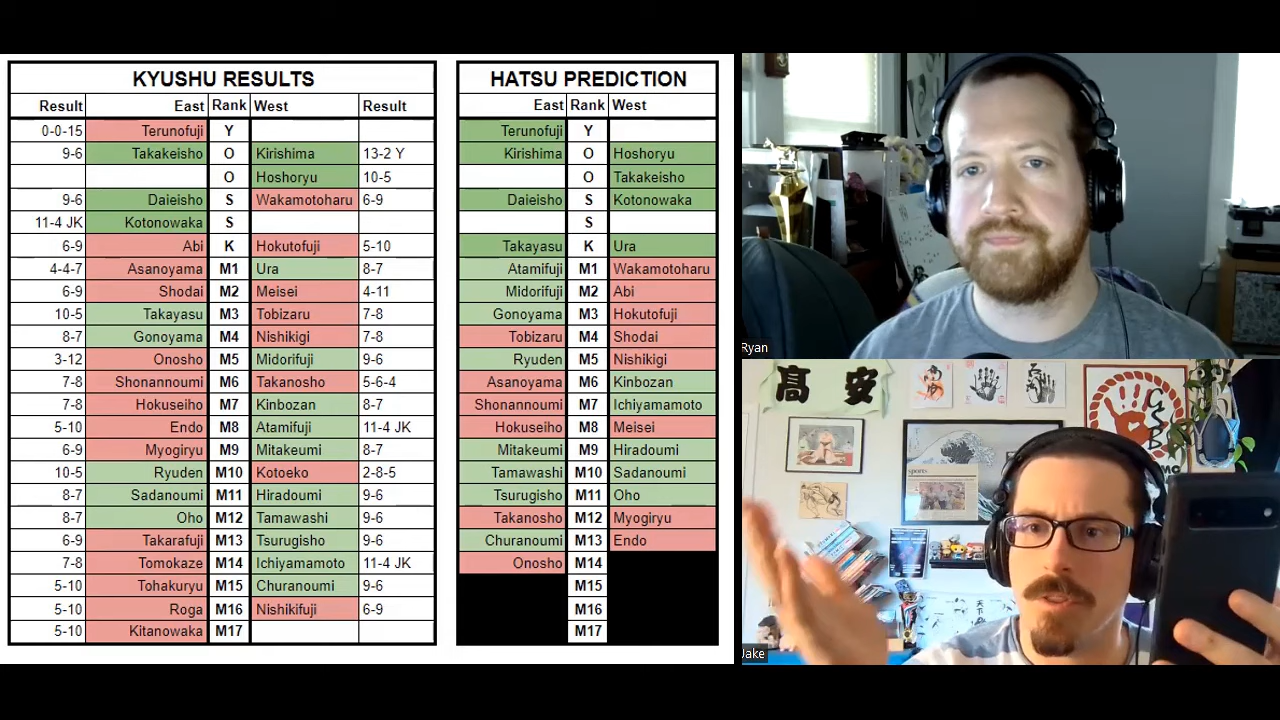 KYUSHU RESULTS
Result East Rank West Result
0-0-15 Terunofuji Y
9-6 Takakeisho O Kirishima 13-2 Y
O Hoshoryu 10-5
9-6 Daieisho S Wakamotoharu 6-9
11-4 JK Kotonowaka S
6-9 Abi K Hokutofuji 5-10
4-4-7 Asanoyama M1 Ura 8-7
6-9 Shodai M2 Meisei 4-11
10-5 Takayasu M3 Tobizaru 7-8
8-7 Gonoyama M4 Nishikigi 7-8
3-12 Onosho M5 Midorifuji 9-6
7-8 Shonannoumi M6 Takanosho 5-6-4
7-8 Hokuseiho M7 Kinbozan 8-7
5-10 Endo M8 Atamifuji 11-4 JK
6-9 Myogiryu M9 Mitakeumi 8-7
10-5 Ryuden M10 Kotoeko 2-8-5
8-7 Sadanoumi M11 Hiradoumi 9-6
8-7 Oho M12 Tamawashi 9-6
6-9 Takarafuji M13 Tsurugisho 9-6
7-8 Tomokaze M14 Ichiyamamoto 11-4 JK
5-10 Tohakuryu M15 Churanoumi 9-6
5-10 Roga M16 Nishikifuji 6-9
5-10 Kitanowaka M17
HATSU PREDICTION
East Rank West
Terunofuji Y
Kirishima O Hoshoryu
O Takakeisho
Daieisho S Kotonowaka
S
Takayasu K Ura
Atamifuji M1 Wakamotoharu
Midorifuji M2 Abi
Gonoyama M3 Hokutofuji
Tobizaru M4 Shodai
Ryuden M5 Nishikigi
Asanoyama M6 Kinbozan
Shonannoumi M7 Ichiyamamoto
Hokuseiho M8 Meisei
Mitakeumi M9 Hiradoumi
Tamawashi M10 Sadanoumi
Tsurugisho M11 Oho
Takanosho M12 Myogiryu
Churanoumi M13 Endo
Onosho M14
M15
M16
M17
Ryan
髙安
Jake